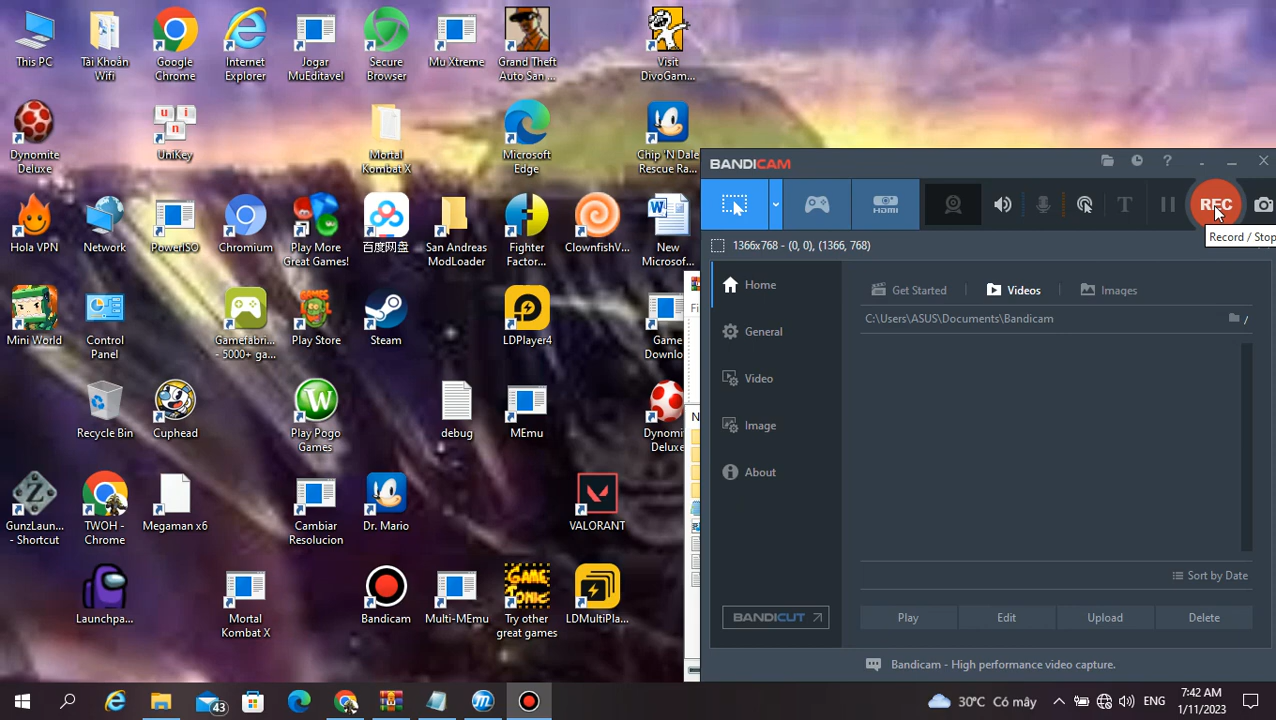 This PC
Tài Khoản
Wifi
Google
Chrome
Internet
Explorer
Jogar
MuEditavel
Secure
Browser
Mu Xtreme
Grand Theft
Auto San ...
Visit
DivoGam...
Dynomite
Deluxe
u n
i
UniKey
Mortal
Kombat X
Microsoft
Edge
Chip 'N Dale
Rescue Ra...
Hola VPN
Network
PowerISO
Chromium
Play More
Great Games!
百度网盘
San Andreas
ModLoader
Fighter
Factor...
ClownfishV...
New
Microsof...
Mini World
Control
Panel
Gamefabri...
- 5000+ ga...
Play Store
Steam
LDPlayer4
Game
Downlo...
Recycle Bin
Cuphead
Play Pogo
Games
debug
MEmu
Dynomi...
Deluxe
GunzLaun...
- Shortcut
TWOH -
Chrome
Megaman x6
Cambiar
Resolucion
Dr. Mario
VALORANT
Launchpa...
Mortal
Kombat X
Bandicam
Multi-MEmu
GAME
TONIC
Try other
great games
LDMultiPla...
BANDICAM
HDMI
REC
Record / Stop
1366x768 - (0, 0), (1366, 768)
Home
General
Video
Image
About
Get Started
Videos
Images
C:\Users\ASUS\Documents\Bandicam
Sort by Date
BANDICUT
Play
Edit
Upload
Delete
Bandicam - High performance video capture.
43
30°C Có mây
ENG
7:42 AM
1/11/2023